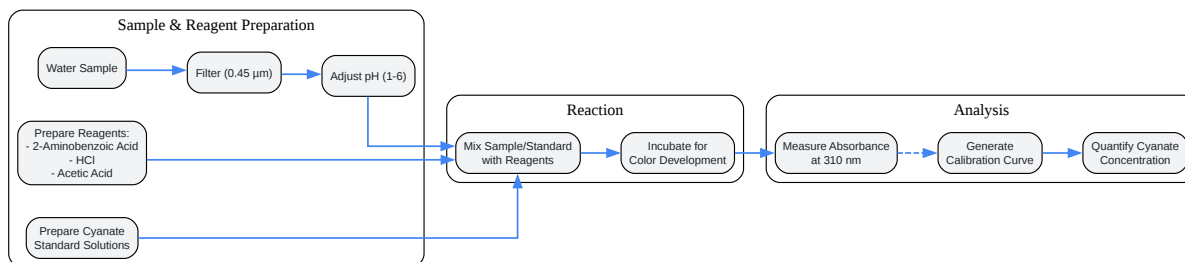 Sample & Reagent Preparation
Water Sample
Filter (0.45 µm)
Adjust pH (1-6)
Prepare Reagents:
- 2-Aminobenzoic Acid
- HCl
- Acetic Acid
Prepare Cyanate
Standard Solutions
Reaction
Mix Sample/Standard
with Reagents
Incubate for
Color Development
Analysis
Measure Absorbance
at 310 nm
Generate
Calibration Curve
Quantify Cyanate
Concentration